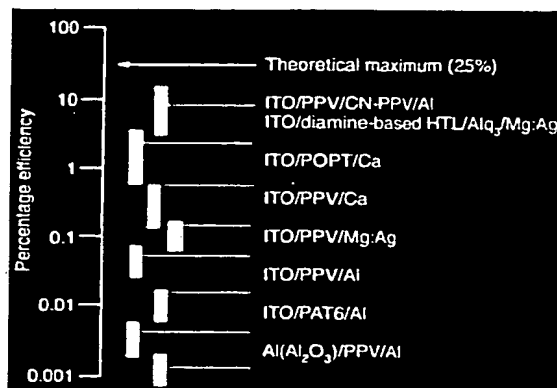 100
10
1
0.1
0.01
0.001
Percentage efficiency
Theoretical maximum (25%)
ITO/PPV/CN-PPV/Al
ITO/diamine-based HTL/Alq₃/Mg:Ag
ITO/POPT/Ca
ITO/PPV/Ca
ITO/PPV/Mg:Ag
ITO/PPV/Al
ITO/PAT6/Al
Al(Al₂O₃)/PPV/Al